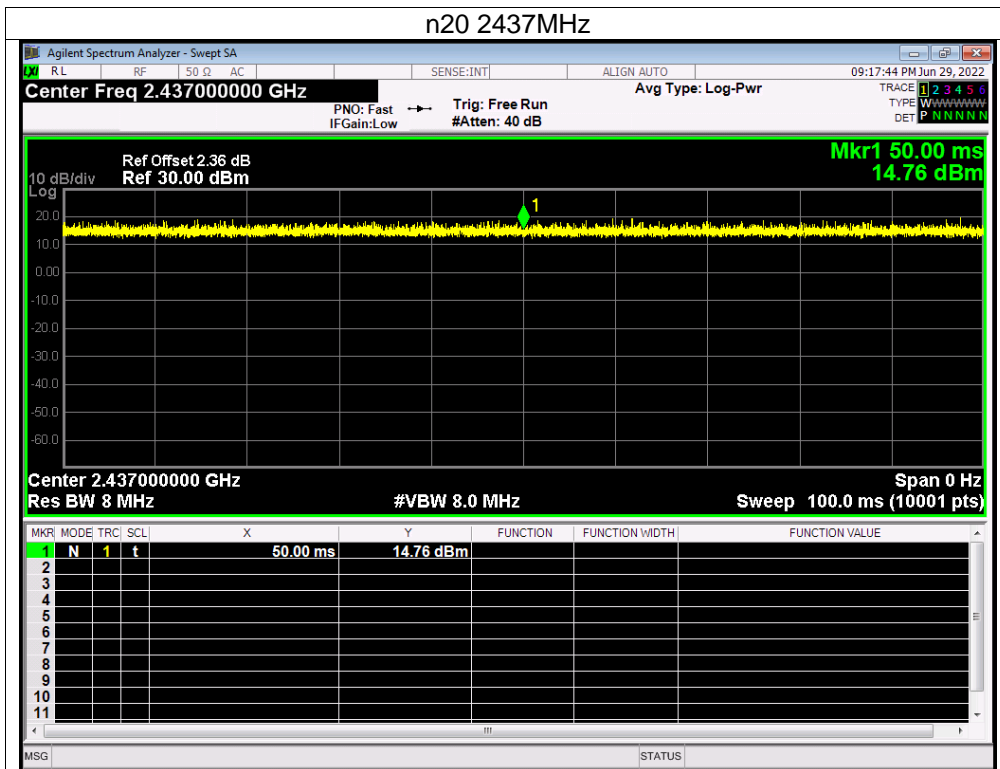 n20 2437MHz
Agilent Spectrum Analyzer - Swept SA
LXI RL RF 50 Ω AC SENSE:INT ALIGN AUTO 09:17:44 PM Jun 29, 2022
Center Freq 2.437000000 GHz
PNO: Fast
IFGain:Low
Trig: Free Run
#Atten: 40 dB
Avg Type: Log-Pwr
TRACE 1 2 3 4 5 6
TYPE WWWWWWW
DET P N N N N N
Ref Offset 2.36 dB
10 dB/div Ref 30.00 dBm
Log
Mkr1 50.00 ms
14.76 dBm
1
20.0
10.0
0.00
-10.0
-20.0
-30.0
-40.0
-50.0
-60.0
Center 2.437000000 GHz Span 0 Hz
Res BW 8 MHz #VBW 8.0 MHz Sweep 100.0 ms (10001 pts)
MKR MODE TRC SCL X Y FUNCTION FUNCTION WIDTH FUNCTION VALUE
1 N 1 t 50.00 ms 14.76 dBm
2
3
4
5
6
7
8
9
10
11
MSG STATUS